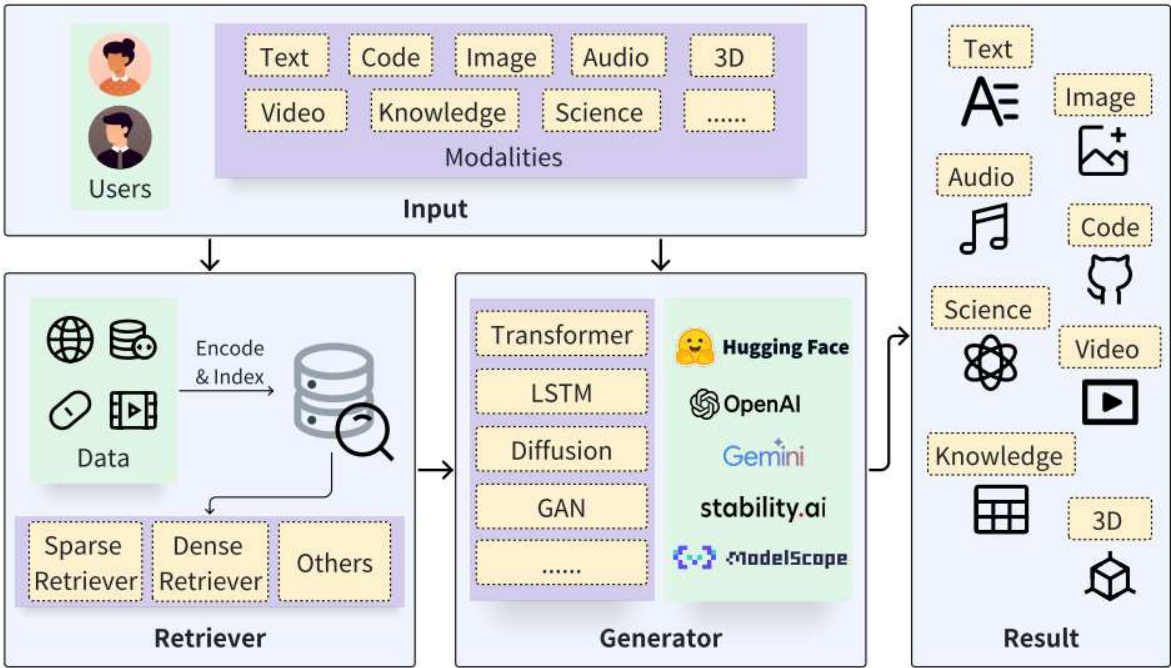 Text Code Image Audio 3D
Video Knowledge Science ......
Modalities
Users
Input
Encode
& Index
Data
Sparse
Retriever
Dense
Retriever
Others
Retriever
Transformer
LSTM
Diffusion
GAN
......
Hugging Face
OpenAI
Gemini
stability.ai
ModelScope
Generator
Text
Image
Audio
Code
Science
Video
Knowledge
3D
Result